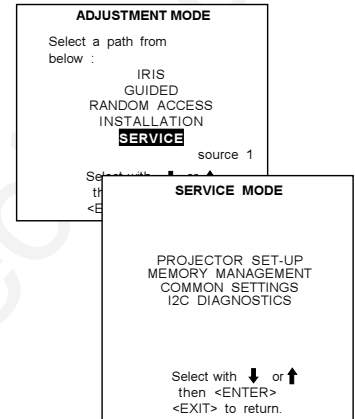 ADJUSTMENT MODE
Select a path from
below :
IRIS
GUIDED
RANDOM ACCESS
INSTALLATION
SERVICE
source 1
SERVICE MODE
PROJECTOR SET-UP
MEMORY MANAGEMENT
COMMON SETTINGS
I2C DIAGNOSTICS
Select with ⬇ or ⬆
then <ENTER>
<EXIT> to return.